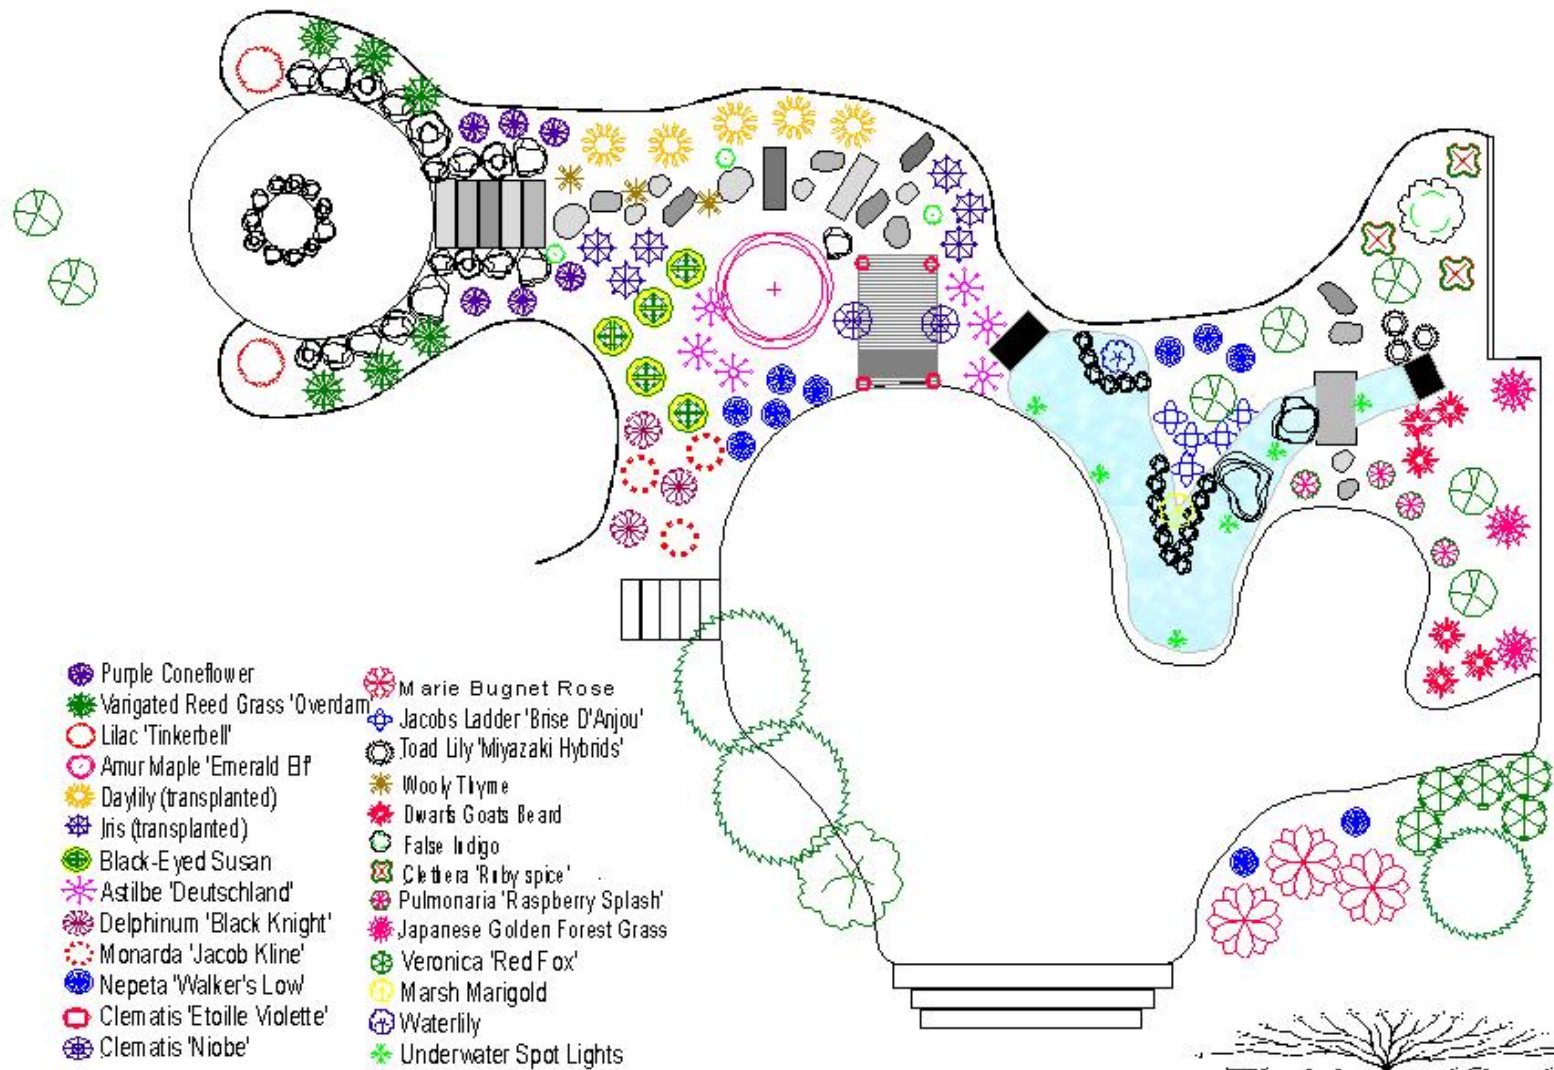 Purple Coneflower
Varigated Reed Grass 'Overdam'
Lilac 'Tinkerbell'
Amur Maple 'Emerald Elf'
Daylily (transplanted)
Iris (transplanted)
Black-Eyed Susan
Astilbe 'Deutschland'
Delphinum 'Black Knight'
Monarda 'Jacob Kline'
Nepeta 'Walker's Low'
Clematis 'Etoille Violette'
Clematis 'Niobe'
Marie Bugnet Rose
Jacobs Ladder 'Brise D'Anjou'
Toad Lily 'Miyazaki Hybrids'
Wooly Thyme
Dwarfs Goats Beard
False Indigo
Clethera 'Ruby spice'
Pulmonaria 'Raspberry Splash'
Japanese Golden Forest Grass
Veronica 'Red Fox'
Marsh Marigold
Waterlily
Underwater Spot Lights